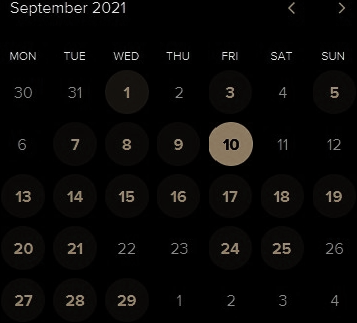 September 2021
MON TUE WED THU FRI SAT SUN
30 31 1 2 3 4 5
6 7 8 9 10 11 12
13 14 15 16 17 18 19
20 21 22 23 24 25 26
27 28 29 1 2 3 4